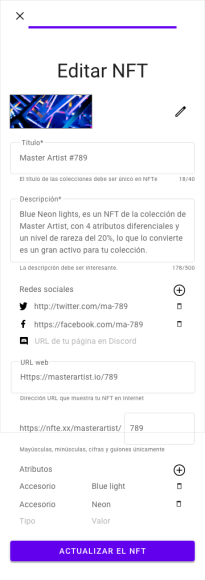 Editar NFT
Título*
Master Artist #789
El título de las colecciones debe ser único en NFTe 18/40
Descripción*
Blue Neon lights, es un NFT de la colección de
Master Artist, con 4 atributos diferenciales y
un nivel de rareza del 20%, lo que lo convierte
es un gran activo para tu colección.
La descripción debe ser interesante. 178/500
Redes sociales
http://twitter.com/ma-789
https://facebook.com/ma-789
URL de tu página en Discord
URL web
Https://masterartist.io/789
Dirección URL que muestra tu NFT en Internet
https://nfte.xx/masterartist/ 789
Mayúsculas, minúsculas, cifras y guiones únicamente
Atributos
Accesorio Blue light
Accesorio Neon
Tipo Valor
ACTUALIZAR EL NFT